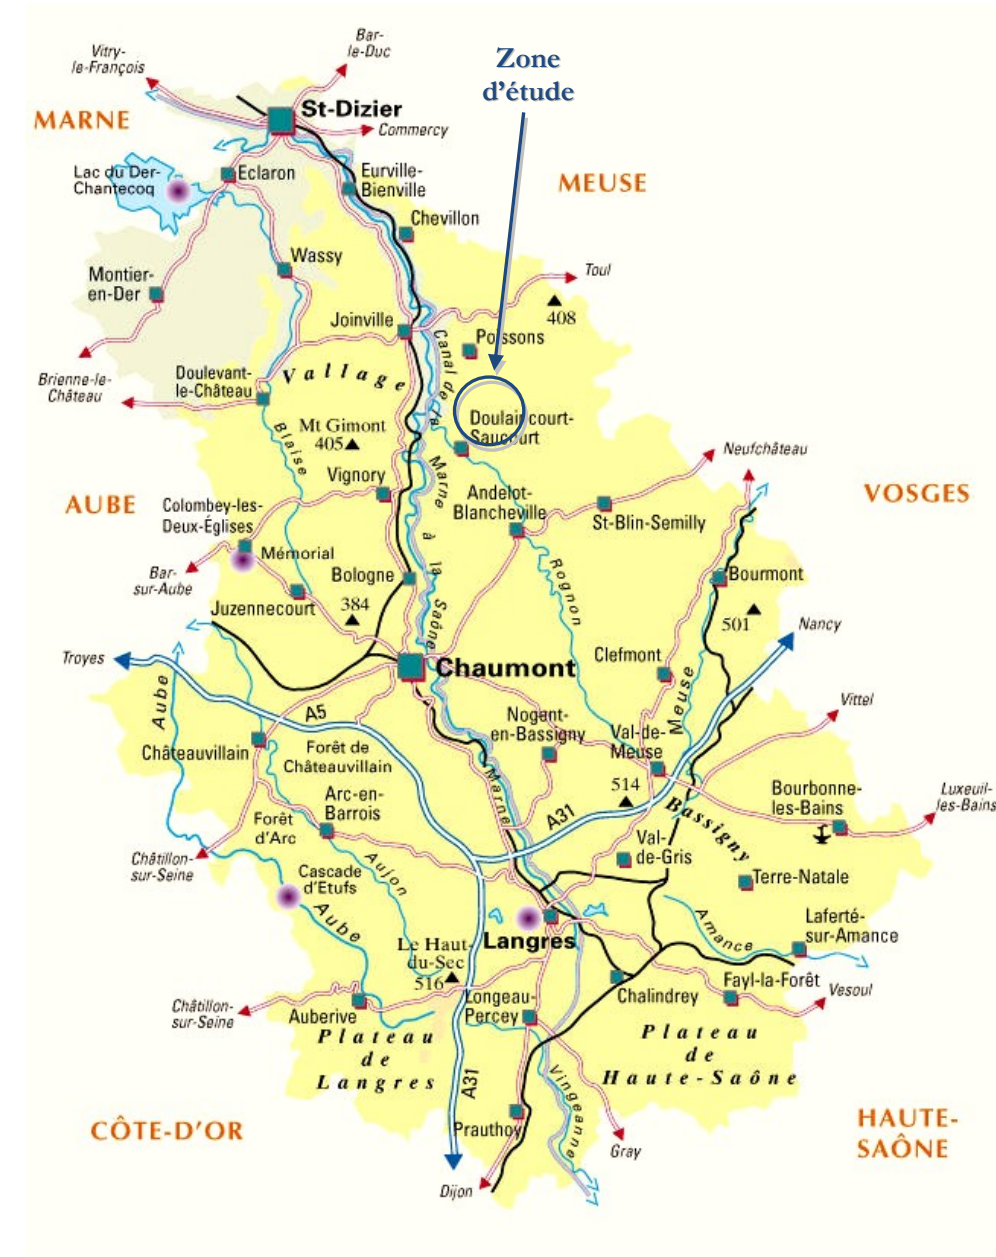 Vitry-
le-François
Bar-
le-Duc
Zone
d'étude
St-Dizier
MARNE
Commercy
Lac du Der-
Chantecoq
Eclaron
Eurville-
Bienville
MEUSE
Chevillon
Wassy
Montier-
en-Der
Toul
408
Joinville
Poissons
Canal de la Marne à la Saône
Brienne-le-
Château
Doulevant-
le-Château
Vallage
Doulaincourt-
Saucourt
Mt Gimont
405
Blaise
Neufchâteau
Vignory
AUBE
VOSGES
Colombey-les-
Deux-Églises
Andelot-
Blancheville
St-Blin-Semilly
Mémorial
Bar-
sur-Aube
Bologne
Rognon
Bourmont
Juzennecourt
384
501
Nancy
Troyes
Chaumont
Clefmont
Aube
Meuse
Vittel
A5
Nogent-
en-Bassigny
Val-de-
Meuse
Châteauvillain
Forêt de
Châteauvillain
Marne
514
Bourbonne-
les-Bains
Luxeuil-
les-Bains
Arc-en-
Barrois
Forêt
d'Arc
A31
Bassigny
Châtillon-
sur-Seine
Val-
de-Gris
Aujon
Cascade
d'Etufs
Terre-Natale
Aube
Amance
Laferté-
sur-Amance
Langres
Le Haut-
du-Sec
516
Châtillon-
sur-Seine
Auberive
Longeau-
Percey
Chalindrey
Fayl-la-Forêt
Vesoul
Plateau
de
Langres
Plateau
de
Haute-Saône
A31
Vingeanne
CÔTE-D'OR
Prauthoy
HAUTE-
SAÔNE
Gray
Dijon